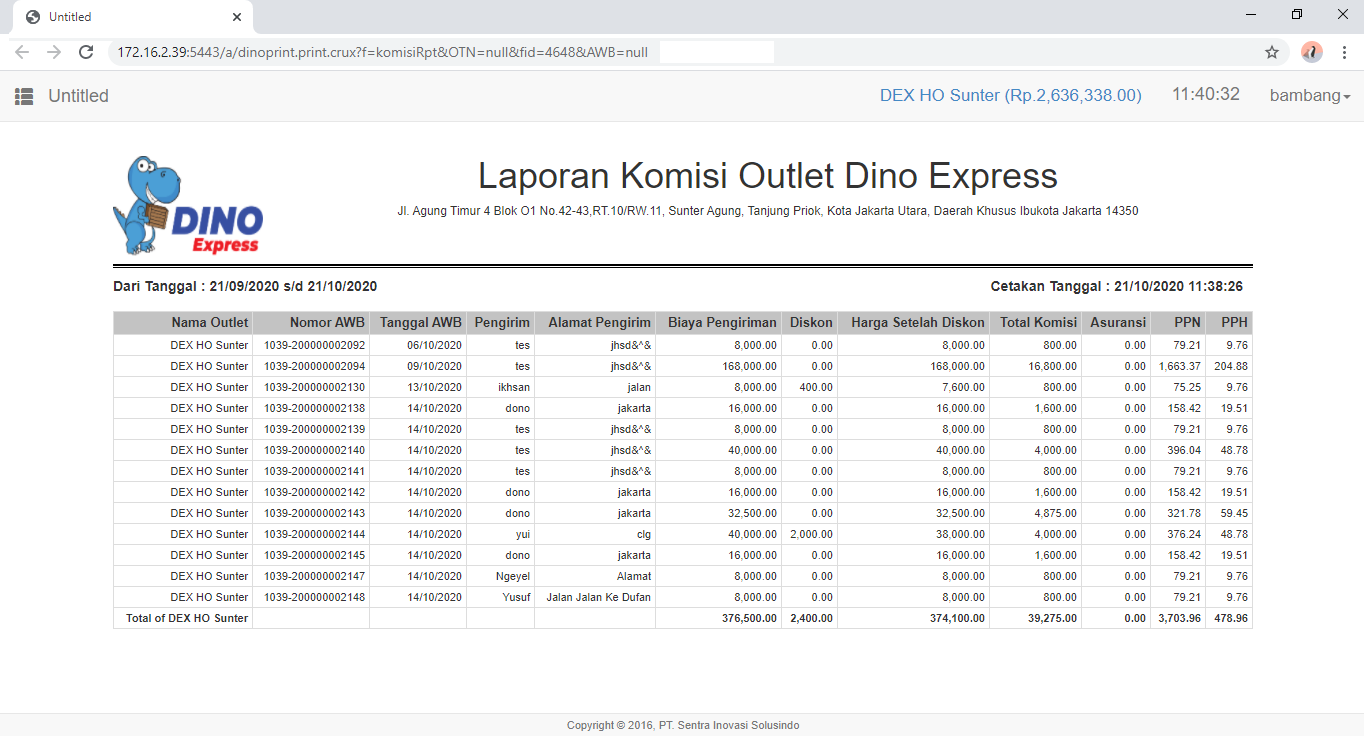 Untitled
172.16.2.39:5443/a/dinoprint.print.crux?f=komisiRpt&OTN=null&fid=4648&AWB=null
Untitled DEX HO Sunter (Rp.2,636,338.00) 11:40:32 bambang
DINO
Express
Laporan Komisi Outlet Dino Express
Jl. Agung Timur 4 Blok O1 No.42-43,RT.10/RW.11, Sunter Agung, Tanjung Priok, Kota Jakarta Utara, Daerah Khusus Ibukota Jakarta 14350
Dari Tanggal : 21/09/2020 s/d 21/10/2020 Cetakan Tanggal : 21/10/2020 11:38:26
Nama Outlet Nomor AWB Tanggal AWB Pengirim Alamat Pengirim Biaya Pengiriman Diskon Harga Setelah Diskon Total Komisi Asuransi PPN PPH
DEX HO Sunter 1039-200000002092 06/10/2020 tes jhsd&^& 8,000.00 0.00 8,000.00 800.00 0.00 79.21 9.76
DEX HO Sunter 1039-200000002094 09/10/2020 tes jhsd&^& 168,000.00 0.00 168,000.00 16,800.00 0.00 1,663.37 204.88
DEX HO Sunter 1039-200000002130 13/10/2020 ikhsan jalan 8,000.00 400.00 7,600.00 800.00 0.00 75.25 9.76
DEX HO Sunter 1039-200000002138 14/10/2020 dono jakarta 16,000.00 0.00 16,000.00 1,600.00 0.00 158.42 19.51
DEX HO Sunter 1039-200000002139 14/10/2020 tes jhsd&^& 8,000.00 0.00 8,000.00 800.00 0.00 79.21 9.76
DEX HO Sunter 1039-200000002140 14/10/2020 tes jhsd&^& 40,000.00 0.00 40,000.00 4,000.00 0.00 396.04 48.78
DEX HO Sunter 1039-200000002141 14/10/2020 tes jhsd&^& 8,000.00 0.00 8,000.00 800.00 0.00 79.21 9.76
DEX HO Sunter 1039-200000002142 14/10/2020 dono jakarta 16,000.00 0.00 16,000.00 1,600.00 0.00 158.42 19.51
DEX HO Sunter 1039-200000002143 14/10/2020 dono jakarta 32,500.00 0.00 32,500.00 4,875.00 0.00 321.78 59.45
DEX HO Sunter 1039-200000002144 14/10/2020 yui clg 40,000.00 2,000.00 38,000.00 4,000.00 0.00 376.24 48.78
DEX HO Sunter 1039-200000002145 14/10/2020 dono jakarta 16,000.00 0.00 16,000.00 1,600.00 0.00 158.42 19.51
DEX HO Sunter 1039-200000002147 14/10/2020 Ngeyel Alamat 8,000.00 0.00 8,000.00 800.00 0.00 79.21 9.76
DEX HO Sunter 1039-200000002148 14/10/2020 Yusuf Jalan Jalan Ke Dufan 8,000.00 0.00 8,000.00 800.00 0.00 79.21 9.76
Total of DEX HO Sunter 376,500.00 2,400.00 374,100.00 39,275.00 0.00 3,703.96 478.96
Copyright © 2016, PT. Sentra Inovasi Solusindo